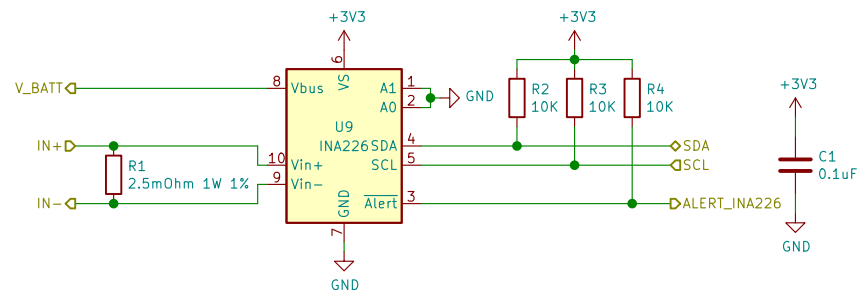 +3V3
+3V3
6
VS
V_BATT
8
Vbus
A1
1
A0
2
GND
R2
10K
R3
10K
R4
10K
+3V3
U9
INA226
IN+
SDA
4
SDA
R1
2.5mOhm 1W 1%
10
Vin+
SCL
5
SCL
C1
0.1uF
9
Vin-
IN-
GND
Alert
3
ALERT_INA226
7
GND
GND